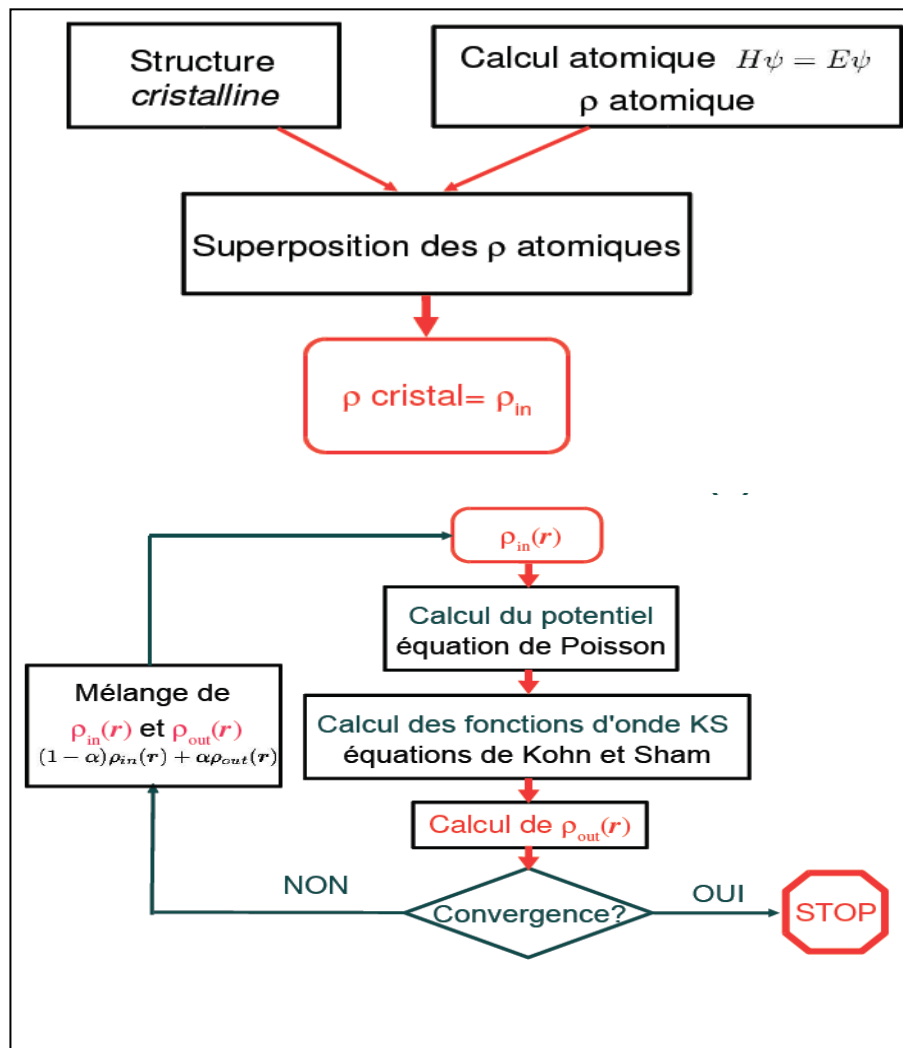 Structure
cristalline
Calcul atomique Hψ = Eψ
ρ atomique
Superposition des ρ atomiques
ρ cristal= ρin
ρin(r)
Calcul du potentiel
équation de Poisson
Mélange de
ρin(r) et ρout(r)
(1 − α)ρin(r) + αρout(r)
Calcul des fonctions d'onde KS
équations de Kohn et Sham
Calcul de ρout(r)
NON
Convergence?
OUI
STOP